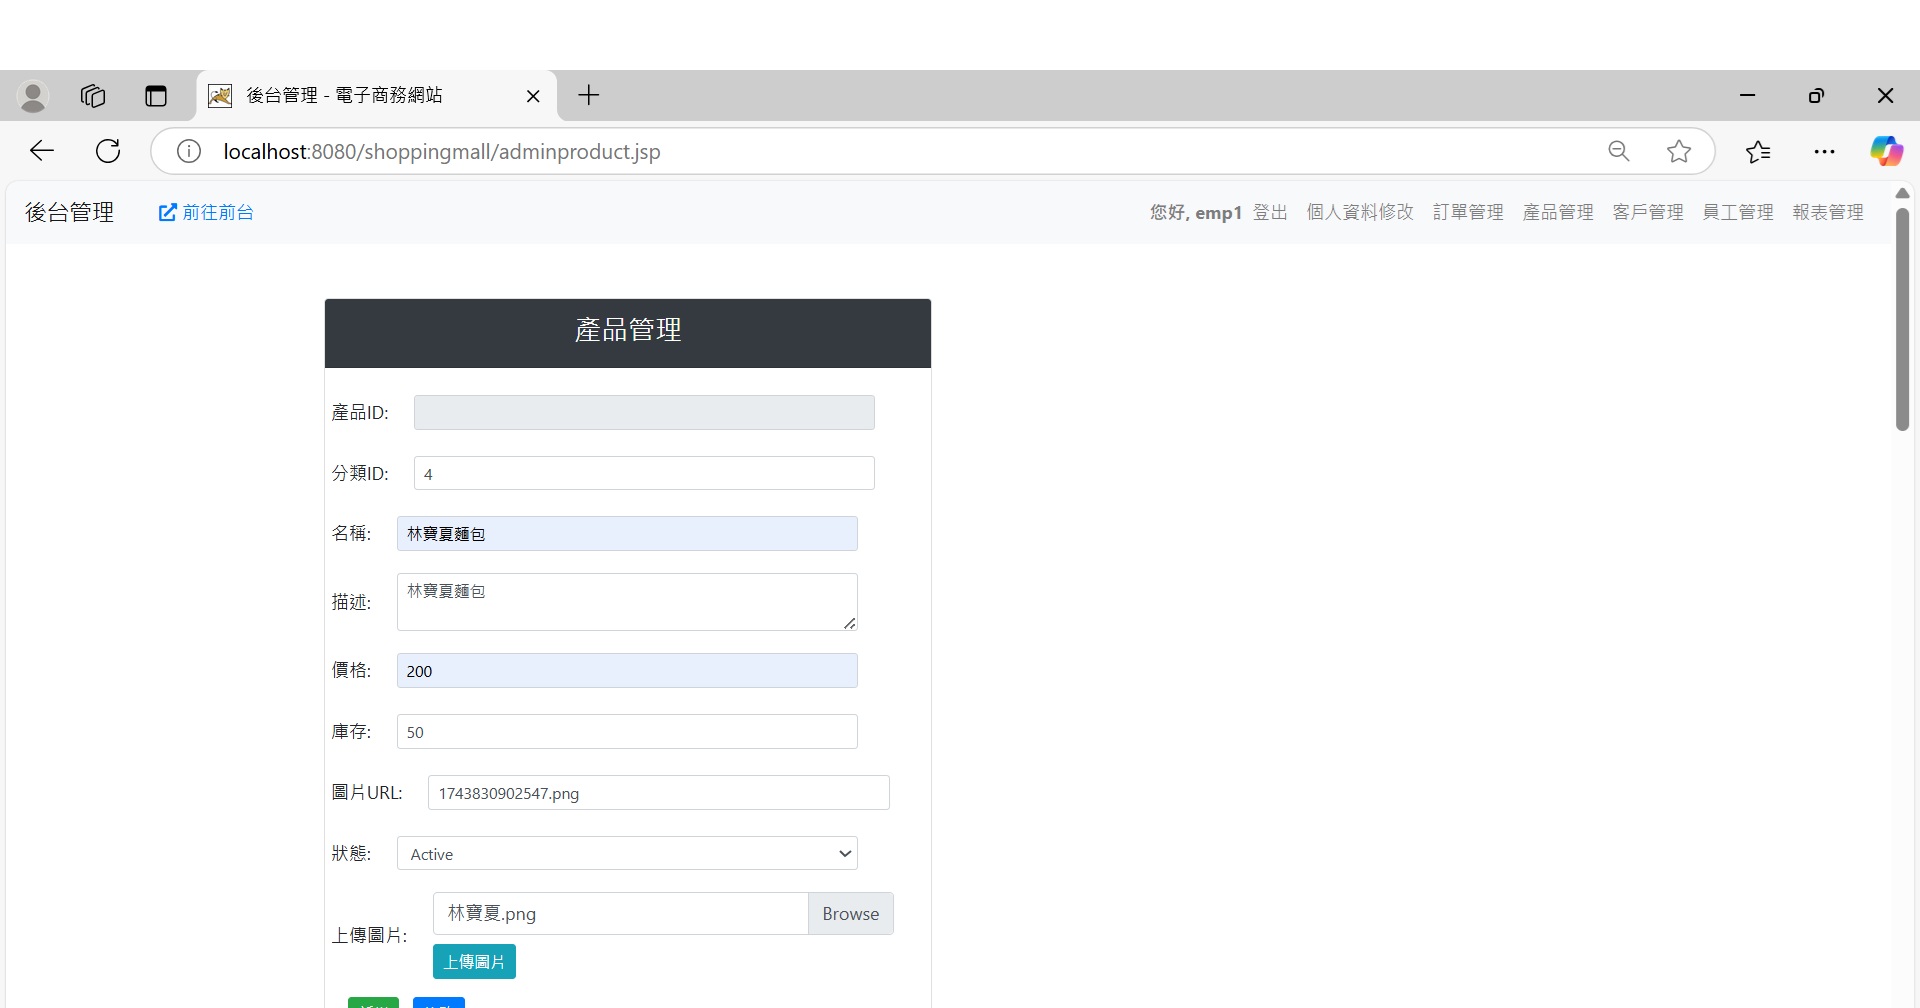 後台管理 - 電子商務網站
localhost:8080/shoppingmall/adminproduct.jsp
後台管理 前往前台 您好, emp1 登出 個人資料修改 訂單管理 產品管理 客戶管理 員工管理 報表管理
產品管理
產品ID:
分類ID: 4
名稱: 林寶夏麵包
描述: 林寶夏麵包
價格: 200
庫存: 50
圖片URL: 1743830902547.png
狀態: Active
林寶夏.png Browse
上傳圖片:
上傳圖片